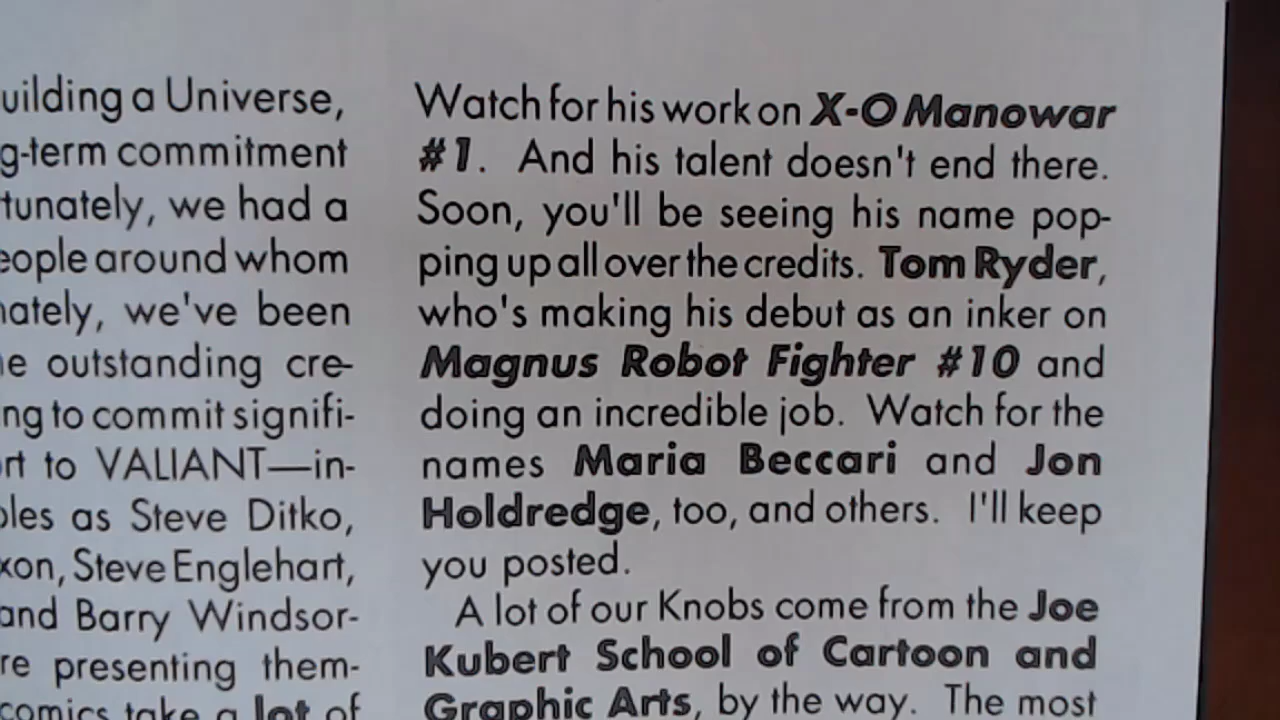 uilding a Universe,
g-term commitment
tunately, we had a
eople around whom
nately, we've been
e outstanding cre-
ng to commit signifi-
rt to VALIANT—in-
les as Steve Ditko,
xon, Steve Englehart,
and Barry Windsor-
re presenting them-
comics take a lot of
Watch for his work on X-O Manowar
#1. And his talent doesn't end there.
Soon, you'll be seeing his name pop-
ping up all over the credits. Tom Ryder,
who's making his debut as an inker on
Magnus Robot Fighter #10 and
doing an incredible job. Watch for the
names Maria Beccari and Jon
Holdredge, too, and others. I'll keep
you posted.
A lot of our Knobs come from the Joe
Kubert School of Cartoon and
Graphic Arts, by the way. The most